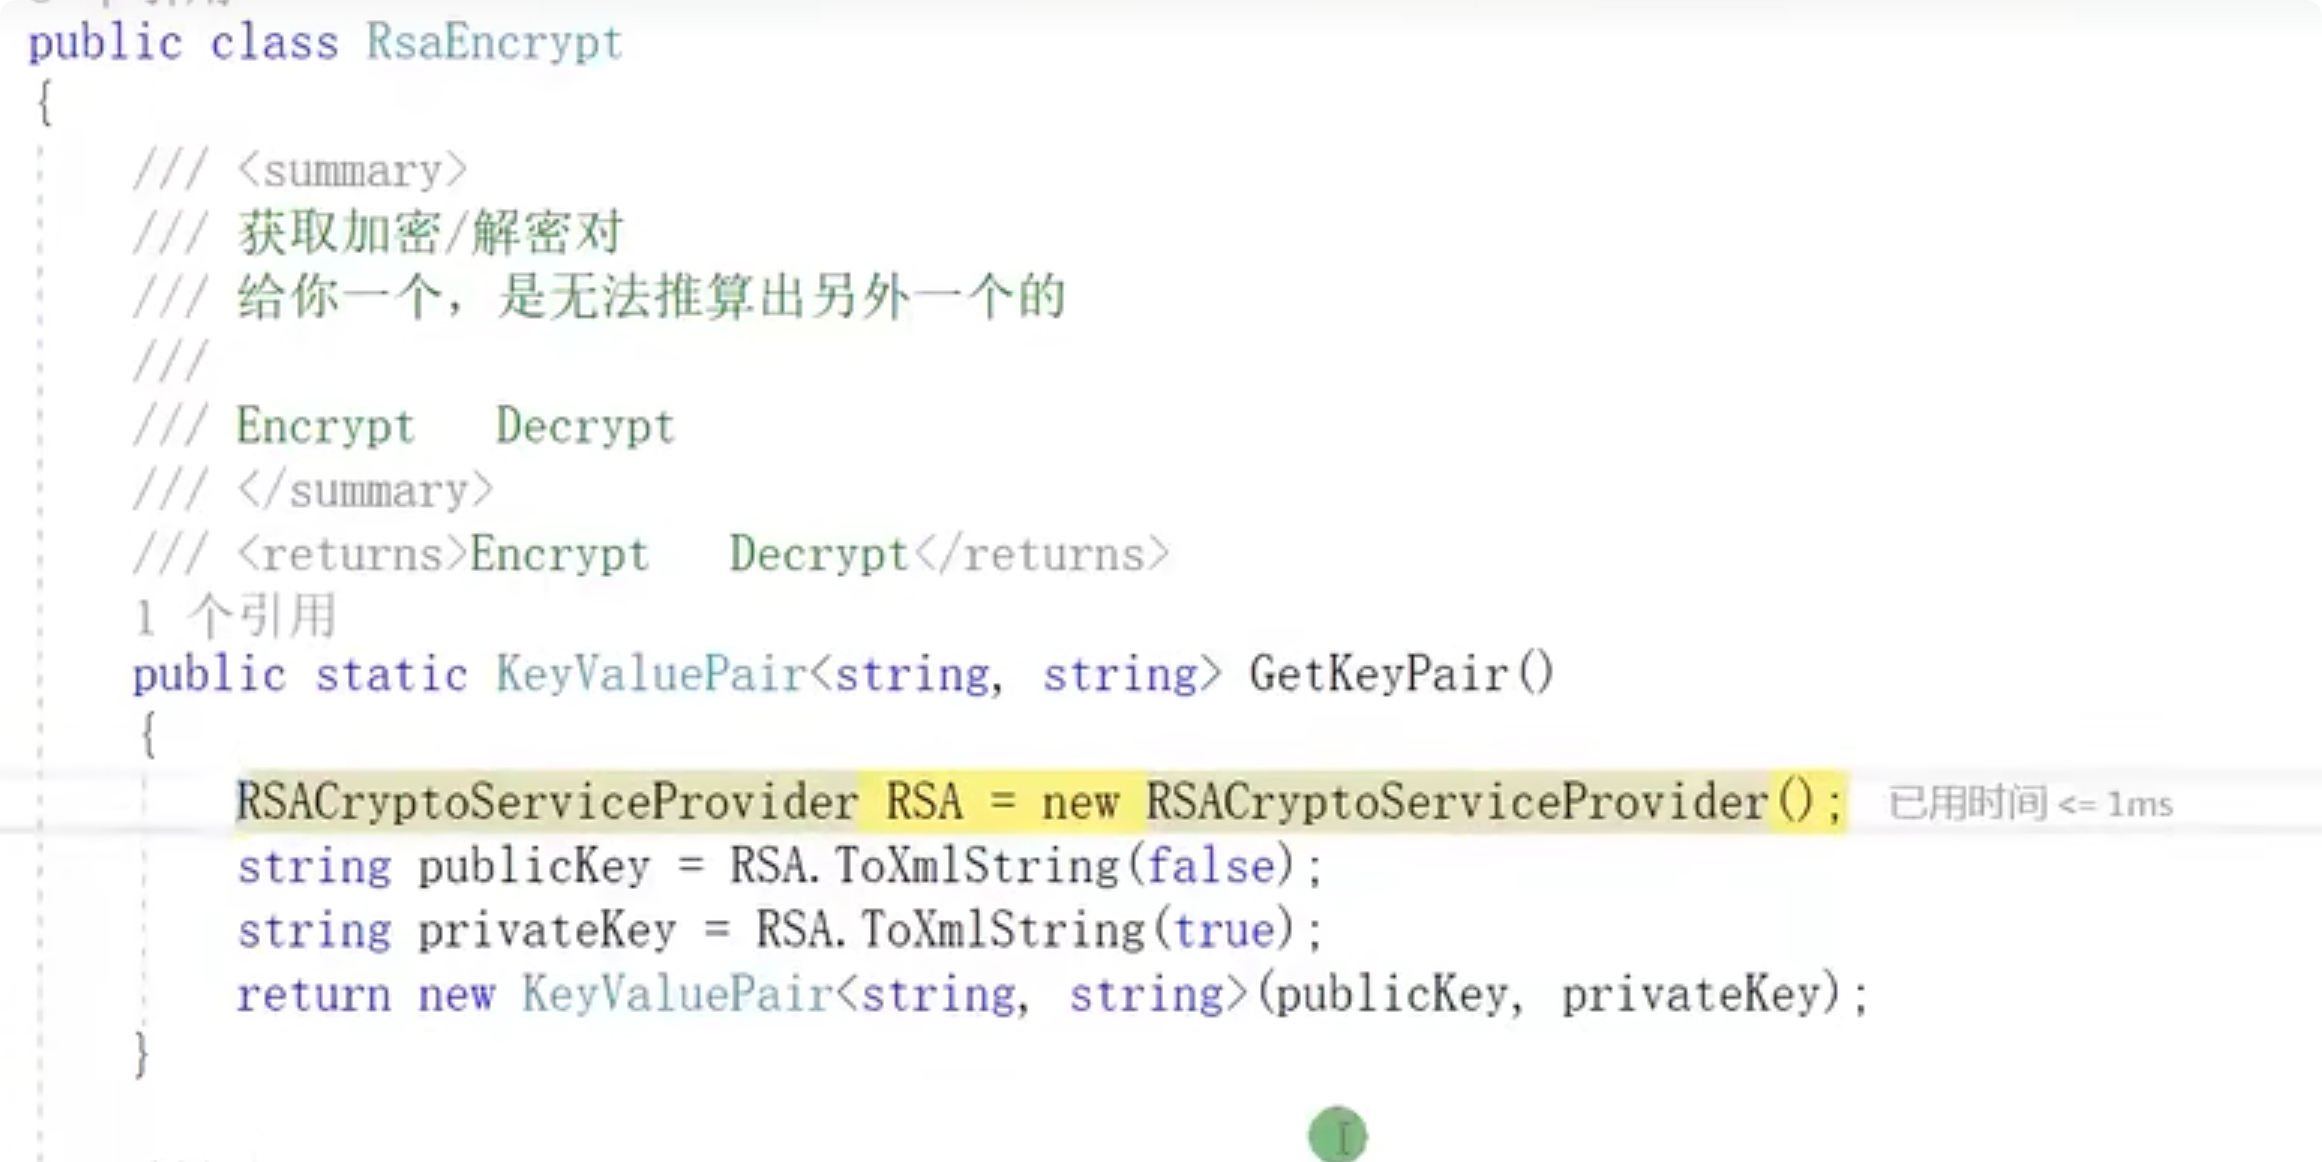 public class RsaEncrypt
{
/// <summary>
/// 获取加密/解密对
/// 给你一个，是无法推算出另外一个的
///
/// Encrypt   Decrypt
/// </summary>
/// <returns>Encrypt   Decrypt</returns>
1 个引用
public static KeyValuePair<string, string> GetKeyPair()
{
RSACryptoServiceProvider RSA = new RSACryptoServiceProvider(); 已用时间 <= 1ms
string publicKey = RSA.ToXmlString(false);
string privateKey = RSA.ToXmlString(true);
return new KeyValuePair<string, string>(publicKey, privateKey);
}